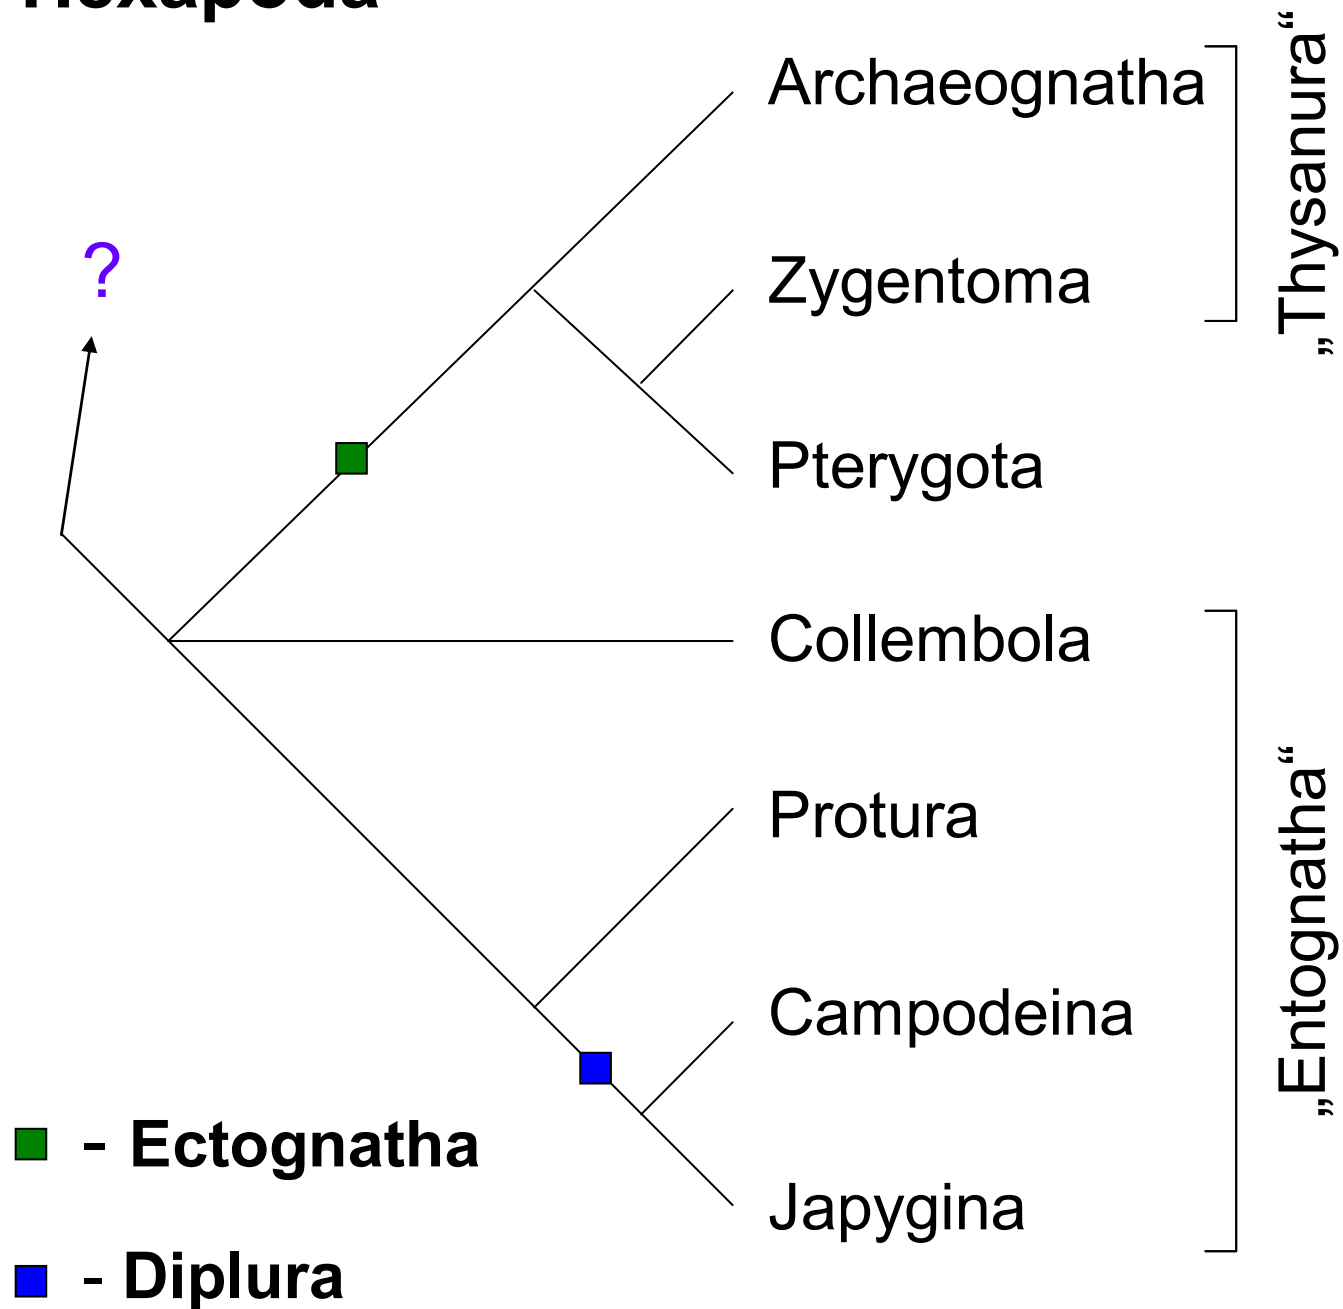 Hexapoda
Archaeognatha
Zygentoma
Pterygota
„Thysanura“
?
Collembola
Protura
Campodeina
Japygina
„Entognatha“
- Ectognatha
- Diplura